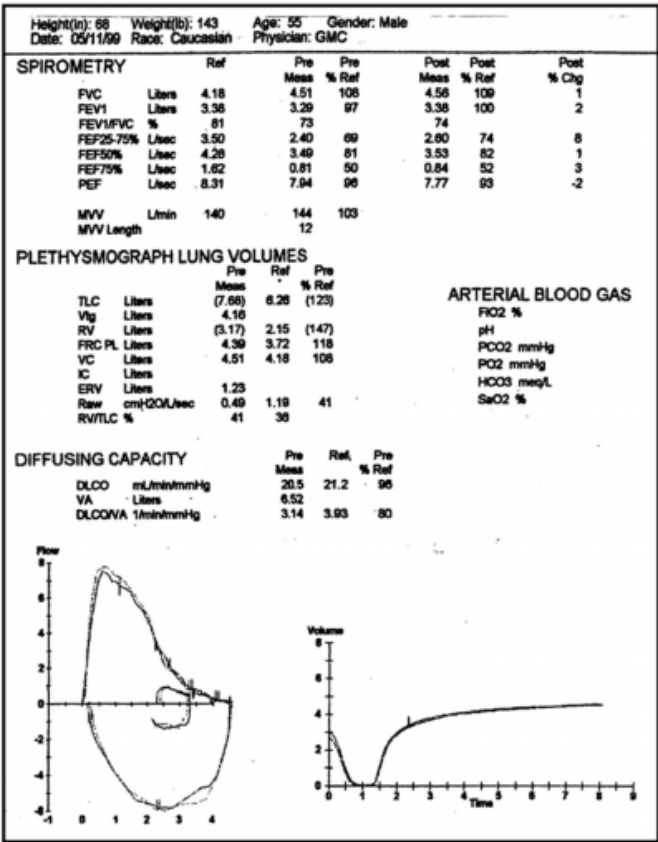 Height(in): 68 Weight(lb): 143 Age: 55 Gender: Male
Date: 05/11/99 Race: Caucasian Physician: GMC
SPIROMETRY Ref Pre Pre Post Post Post
Meas % Ref Meas % Ref % Chg
FVC Liters 4.18 4.51 108 4.56 109 1
FEV1 Liters 3.38 3.29 97 3.38 100 2
FEV1/FVC % 81 73 74
FEF25-75% L/sec 3.50 2.40 69 2.60 74 8
FEF50% L/sec 4.28 3.49 81 3.53 82 1
FEF75% L/sec 1.62 0.81 50 0.84 52 3
PEF L/sec 8.31 7.94 96 7.77 93 -2
MVV L/min 140 144 103
MVV Length 12
PLETHYSMOGRAPH LUNG VOLUMES
Pre Ref Pre
Meas % Ref
TLC Liters (7.68) 6.26 (123)
Vtg Liters 4.16
RV Liters (3.17) 2.15 (147)
FRC PL Liters 4.39 3.72 118
VC Liters 4.51 4.18 108
IC Liters
ERV Liters 1.23
Raw cmH2O/L/sec 0.49 1.19 41
RV/TLC % 41 36
ARTERIAL BLOOD GAS
FIO2 %
pH
PCO2 mmHg
PO2 mmHg
HCO3 meq/L
SaO2 %
DIFFUSING CAPACITY Pre Ref. Pre
Meas % Ref
DLCO mL/min/mmHg 20.5 21.2 96
VA Liters 6.52
DLCO/VA 1/min/mmHg 3.14 3.93 80
Flow
8
6
4
2
0
-2
-4
-6
-1 0 1 2 3 4
Volume
8
6
4
2
0
0 1 2 3 4 5 6 7 8 9
Time